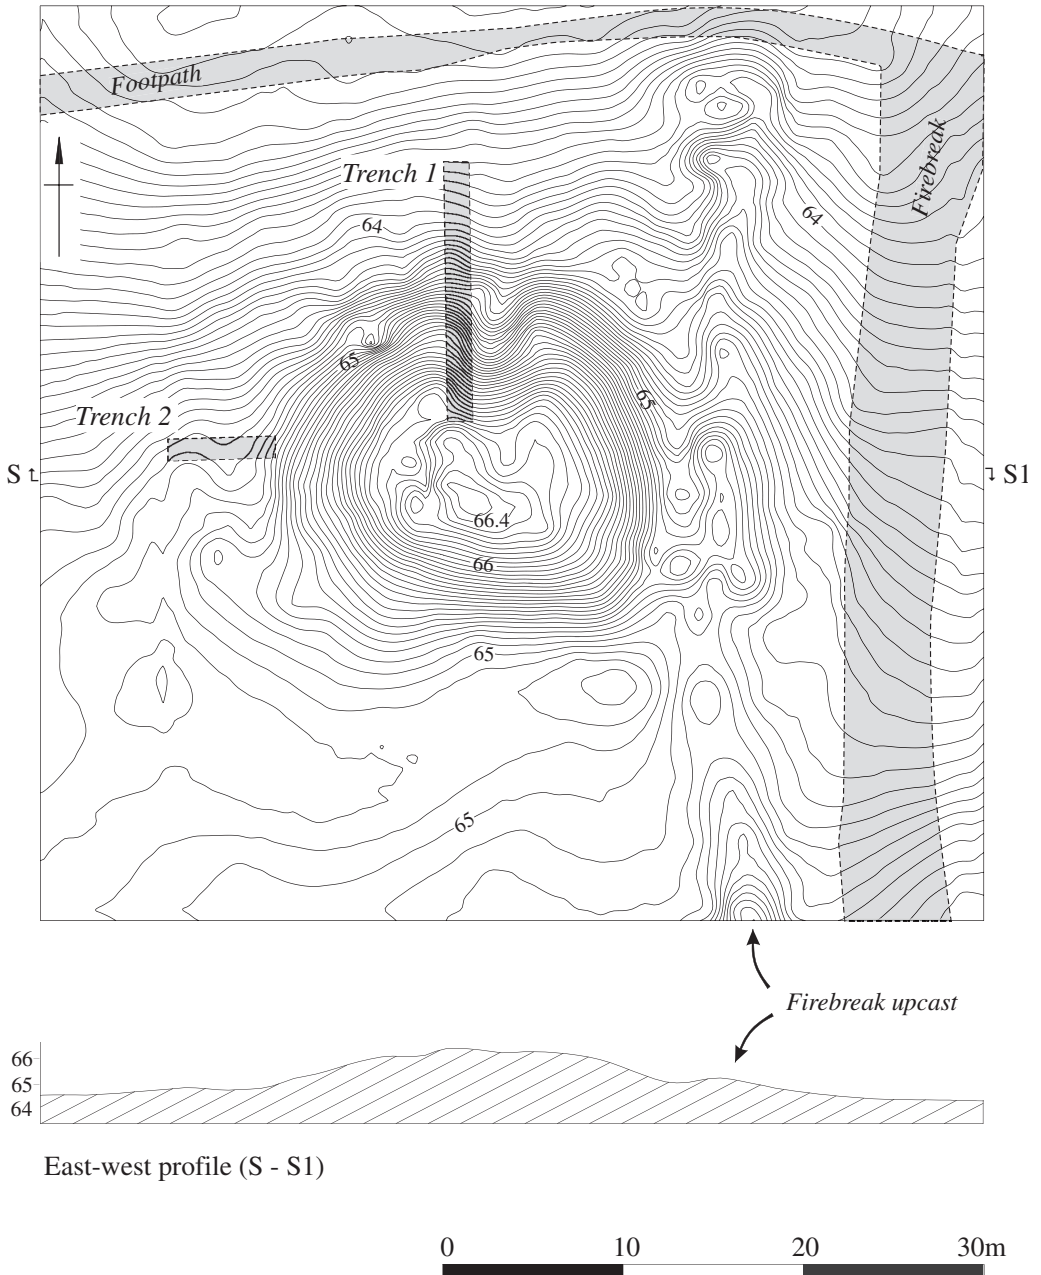 Footpath
Firebreak
Trench 1
64
64
65
65
Trench 2
S
S1
66.4
66
65
65
Firebreak upcast
66
65
64
East-west profile (S - S1)
0 10 20 30m